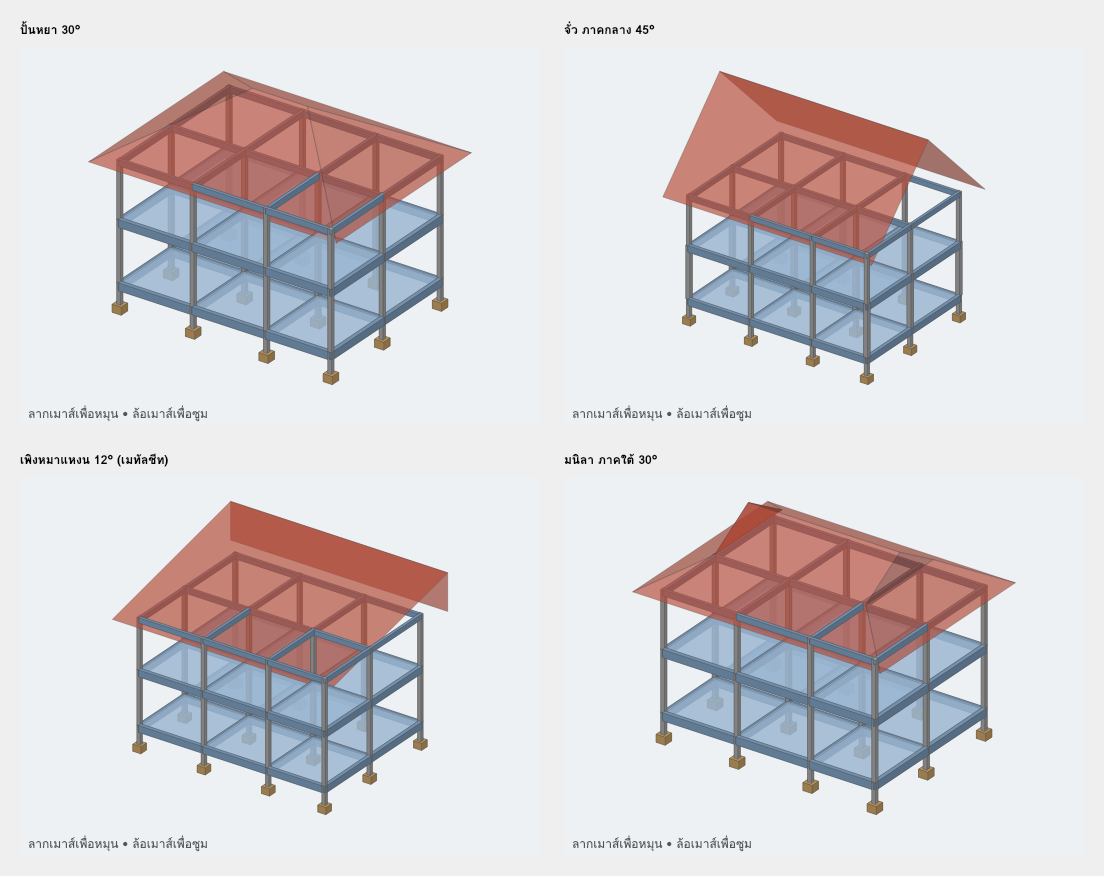 ปั้นหยา 30°
จั่ว ภาคกลาง 45°
ลากเมาส์เพื่อหมุน • ล้อเมาส์เพื่อซูม
ลากเมาส์เพื่อหมุน • ล้อเมาส์เพื่อซูม
เพิงหมาแหงน 12° (เมทัลชีท)
มนิลา ภาคใต้ 30°
ลากเมาส์เพื่อหมุน • ล้อเมาส์เพื่อซูม
ลากเมาส์เพื่อหมุน • ล้อเมาส์เพื่อซูม